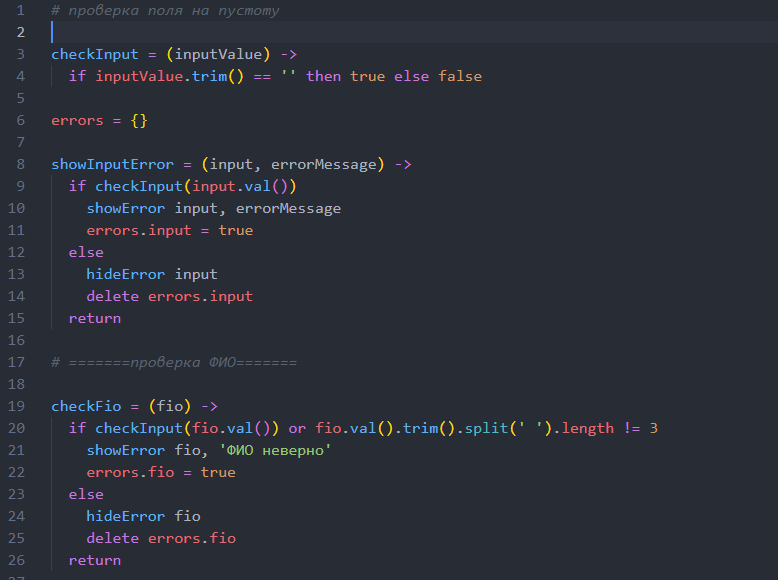 1 # проверка поля на пустоту
2
3 checkInput = (inputValue) ->
4   if inputValue.trim() == '' then true else false
5
6 errors = {}
7
8 showInputError = (input, errorMessage) ->
9   if checkInput(input.val())
10     showError input, errorMessage
11     errors.input = true
12   else
13     hideError input
14     delete errors.input
15   return
16
17 # =======проверка ФИО=======
18
19 checkFio = (fio) ->
20   if checkInput(fio.val()) or fio.val().trim().split(' ').length != 3
21     showError fio, 'ФИО неверно'
22     errors.fio = true
23   else
24     hideError fio
25     delete errors.fio
26   return